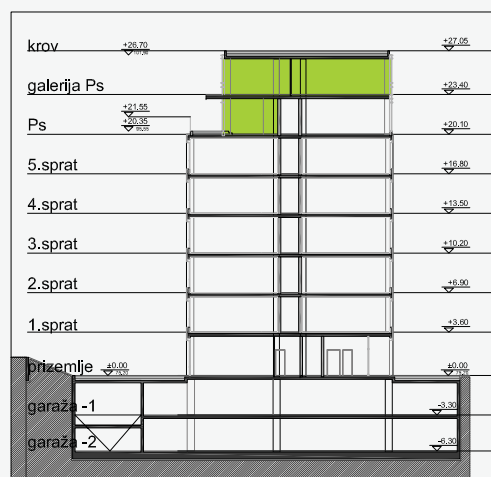 krov +26.70 +27.05
galerija Ps +23.40
+21.55
Ps +20.35 +20.10
95,55
5.sprat +16.80
4.sprat +13.50
3.sprat +10.20
2.sprat +6.90
1.sprat +3.60
prizemlje ±0.00 ±0.00
garaža -1 -3.30
garaža -2 -6.30